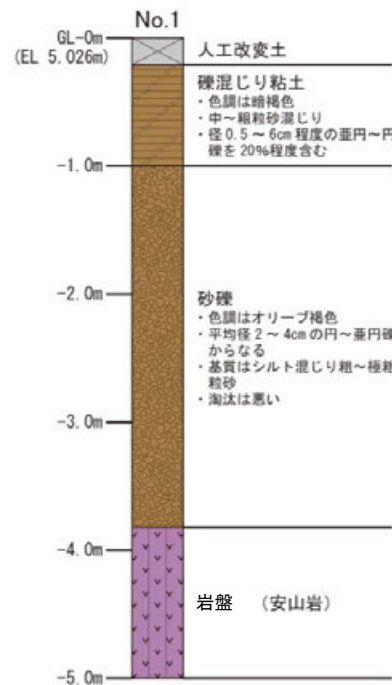 No.1
GL-0m
(EL 5.026m)
人工改変土
礫混じり粘土
・色調は暗褐色
・中～粗粒砂混じり
・径0.5～6cm程度の亜円～円
礫を20%程度含む
-1.0m
-2.0m
砂礫
・色調はオリーブ褐色
・平均径2～4cmの円～亜円礫
からなる
・基質はシルト混じり粗～極粗
粒砂
・淘汰は悪い
-3.0m
-4.0m
岩盤 （安山岩）
-5.0m